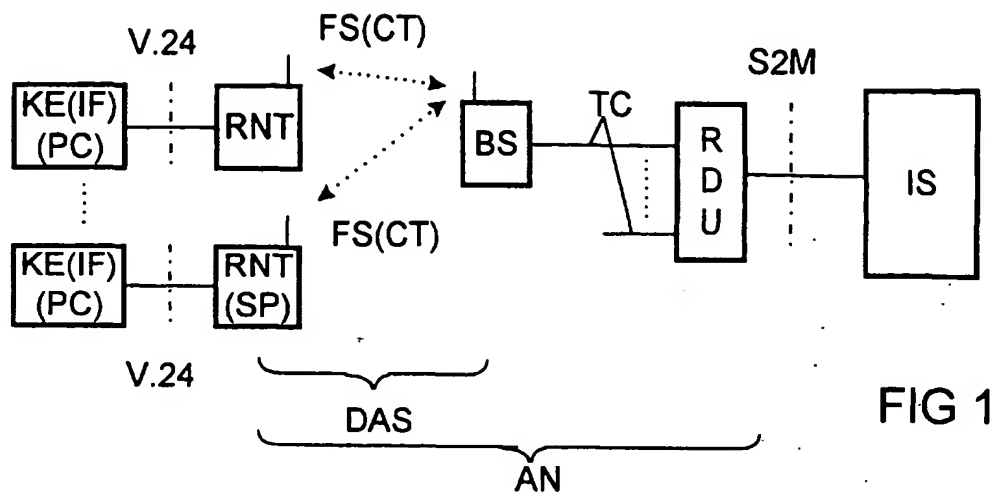 FS(CT)
V.24
S2M
KE(IF)
(PC)
RNT
BS
TC
R
D
U
IS
FS(CT)
KE(IF)
(PC)
RNT
(SP)
V.24
DAS
AN
FIG 1